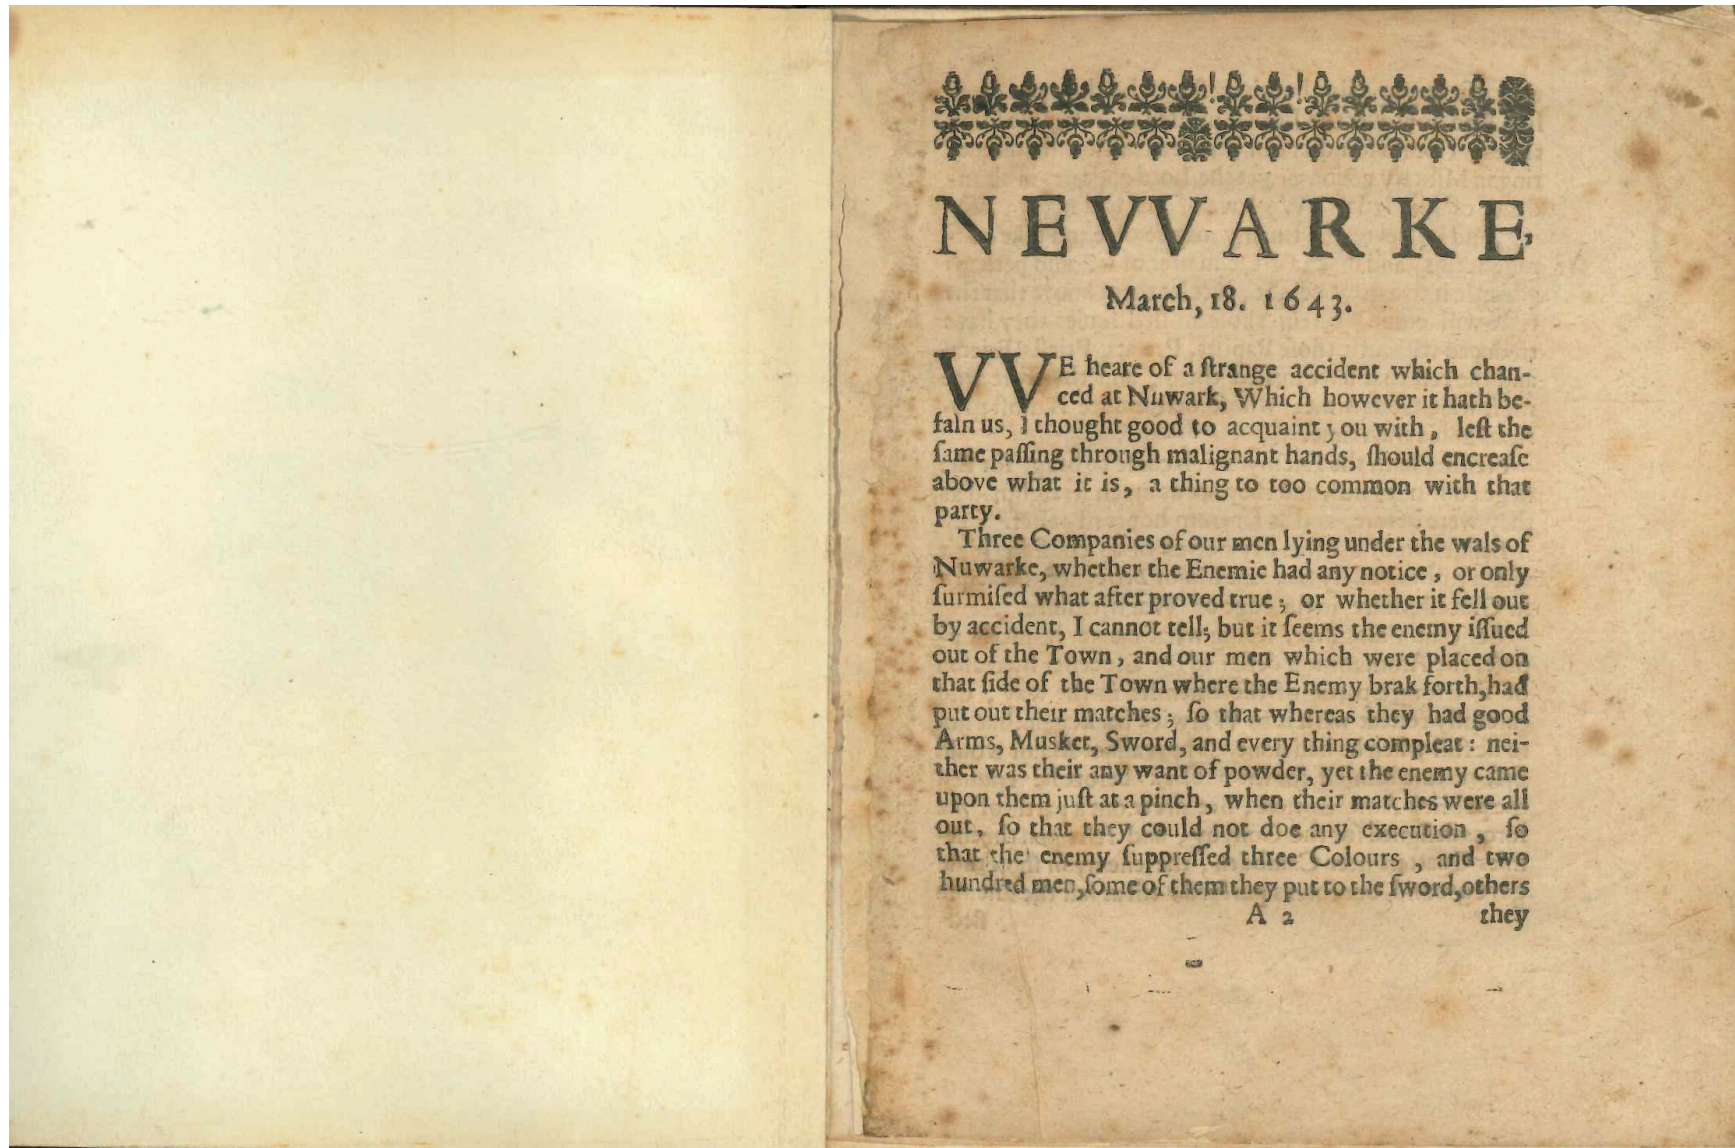 NEVVARKE,
March, 18. 1643.
VVE heare of a ſtrange accident which chan-
ced at Nuwark, Which however it hath be-
faln us, I thought good to acquaint you with, leſt the
ſame paſſing through malignant hands, ſhould encreaſe
above what it is, a thing to too common with that
party.
Three Companies of our men lying under the wals of
Nuwarke, whether the Enemie had any notice, or only
ſurmiſed what after proved true; or whether it fell out
by accident, I cannot tell; but it ſeems the enemy iſſued
out of the Town, and our men which were placed on
that ſide of the Town where the Enemy brak forth, had
put out their matches; ſo that whereas they had good
Arms, Musket, Sword, and every thing compleat: nei-
ther was their any want of powder, yet the enemy came
upon them juſt at a pinch, when their matches were all
out, ſo that they could not doe any execution, ſo
that the enemy ſuppreſſed three Colours, and two
hundred men, ſome of them they put to the ſword, others
A 2 they